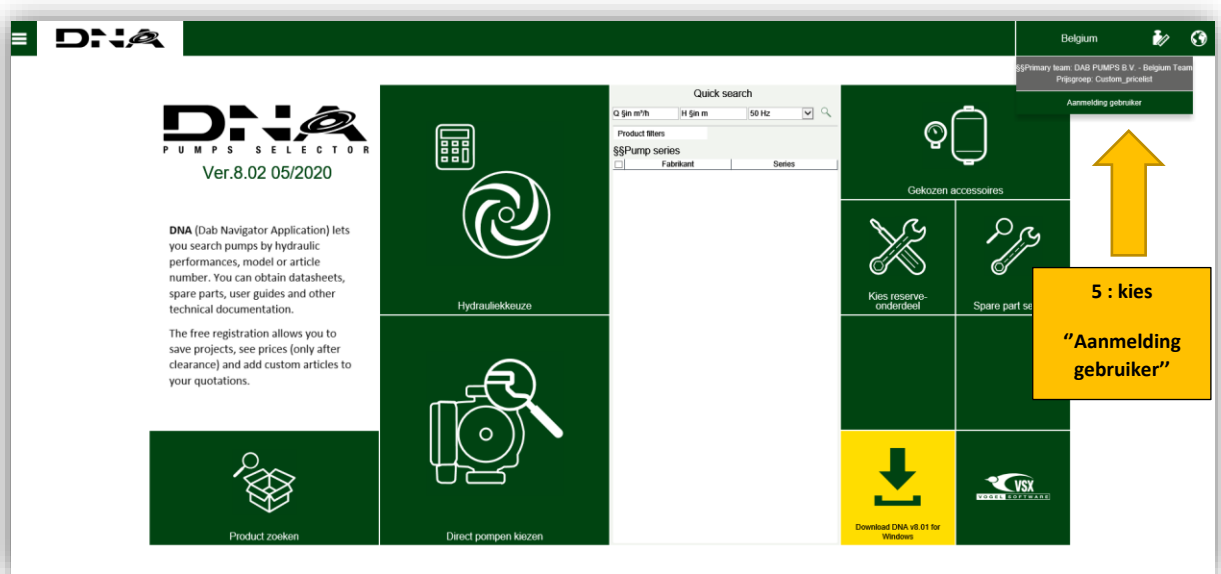 DNA
Belgium
§§Primary team: DAB PUMPS B.V. - Belgium Team
Prijsgroep: Custom_pricelist
Aanmelding gebruiker
DNA
PUMPS SELECTOR
Ver.8.02 05/2020
DNA (Dab Navigator Application) lets
you search pumps by hydraulic
performances, model or article
number. You can obtain datasheets,
spare parts, user guides and other
technical documentation.
The free registration allows you to
save projects, see prices (only after
clearance) and add custom articles to
your quotations.
Product zoeken
Hydrauliekkeuze
Direct pompen kiezen
Quick search
Q §in m³/h H §in m 50 Hz
Product filters
§§Pump series
Fabrikant Series
Gekozen accessoires
Kies reserve-
onderdeel
Spare part se
5 : kies
‘’Aanmelding
gebruiker’’
Download DNA v8.01 for
Windows
VSX
VOGEL SOFTWARE